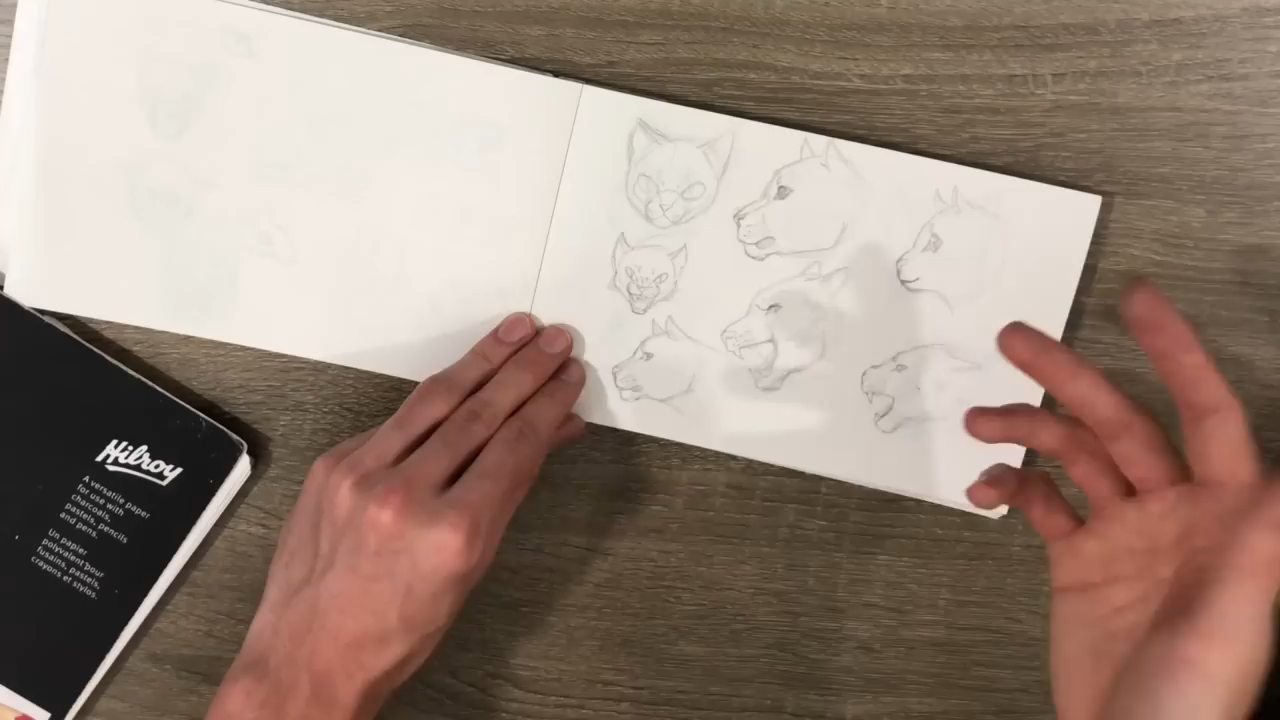 Hilroy
A versatile paper
for use with
charcoals,
pastels, pencils
and pens.
Un papier
polyvalent pour
fusains, pastels,
crayons et stylos.